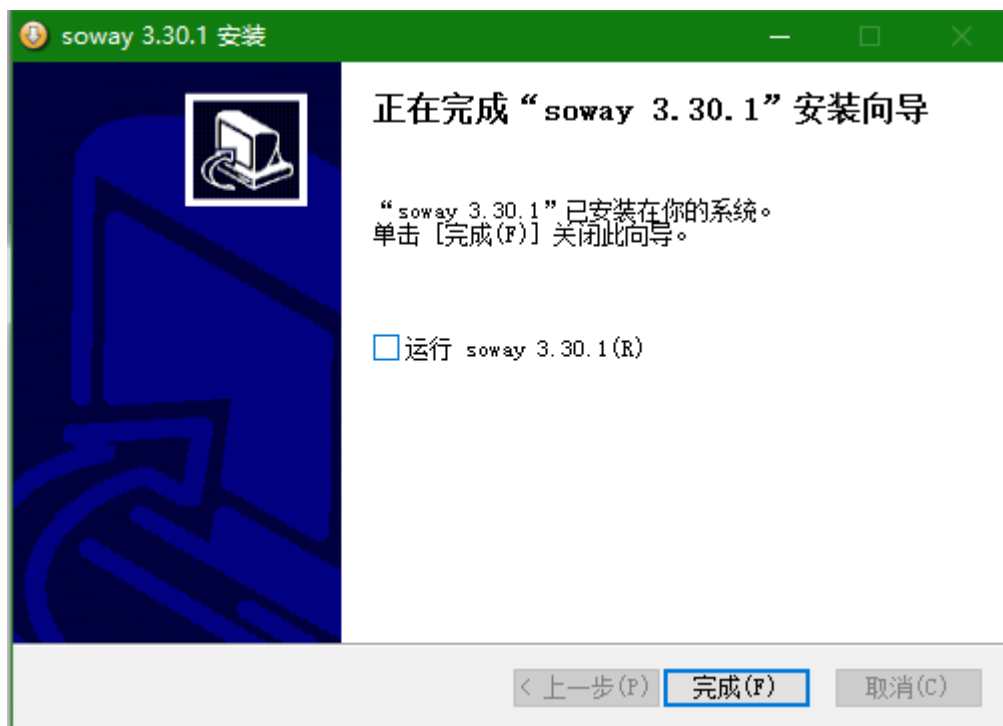 soway 3.30.1 安装
正在完成“soway 3.30.1”安装向导
“soway 3.30.1”已安装在你的系统。
单击 [完成(F)] 关闭此向导。
运行 soway 3.30.1(R)
< 上一步(P) 完成(F) 取消(C)